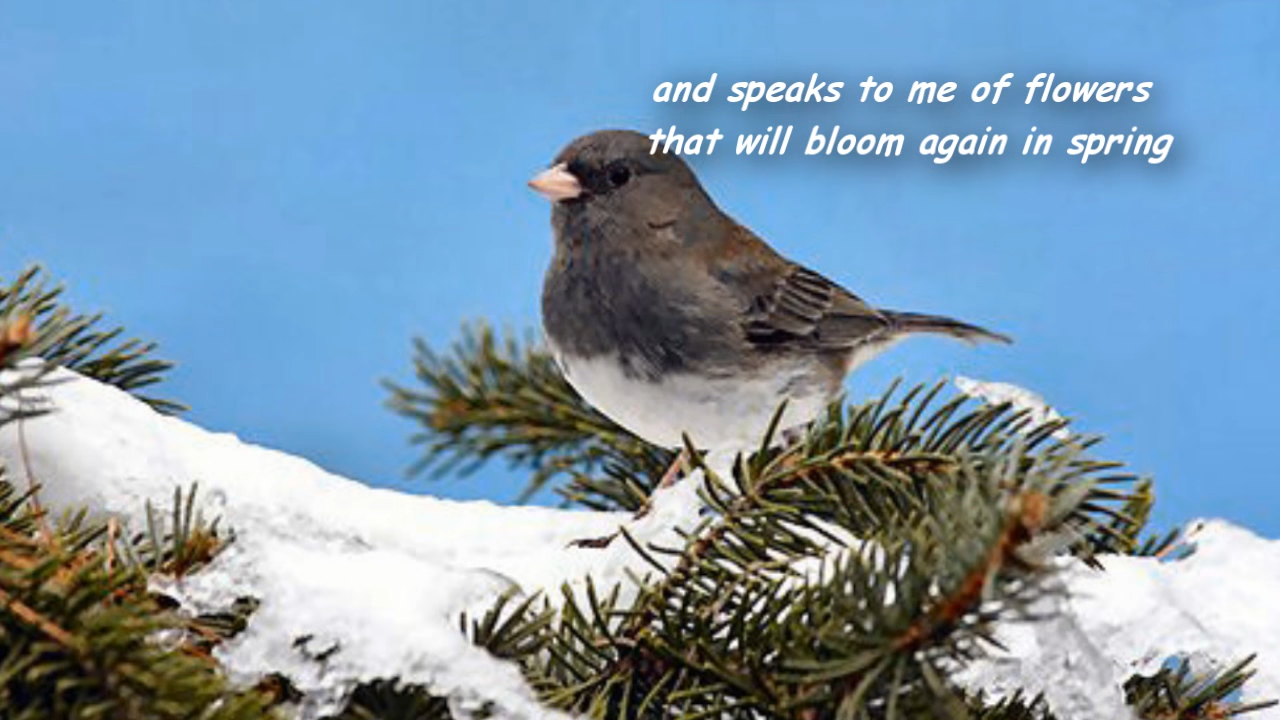 and speaks to me of flowers
that will bloom again in spring